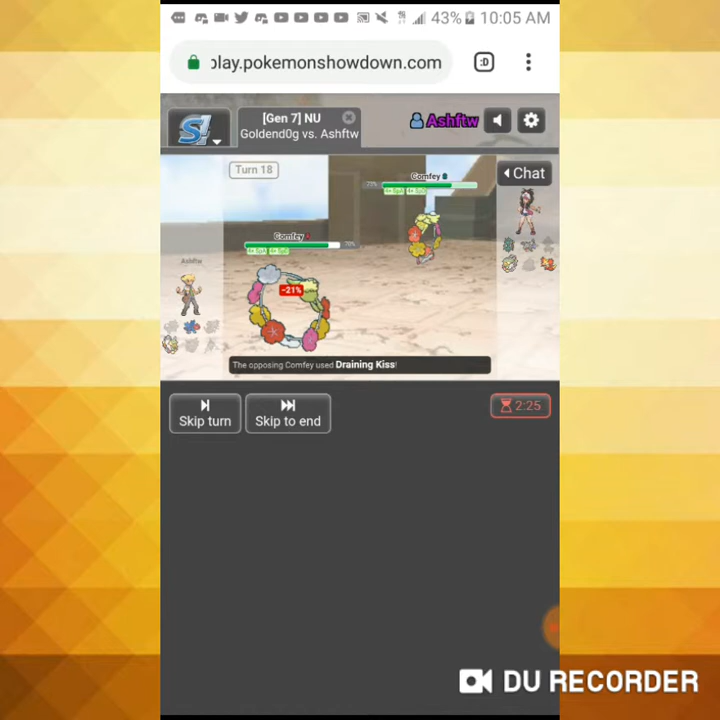 43% 10:05 AM
play.pokemonshowdown.com
:D
S!
[Gen 7] NU
Goldend0g vs. Ashftw
Ashftw
Turn 18
Comfey
Chat
Comfey
Ashftw
-21%
The opposing Comfey used Draining Kiss!
Skip turn
Skip to end
2:25
DU RECORDER